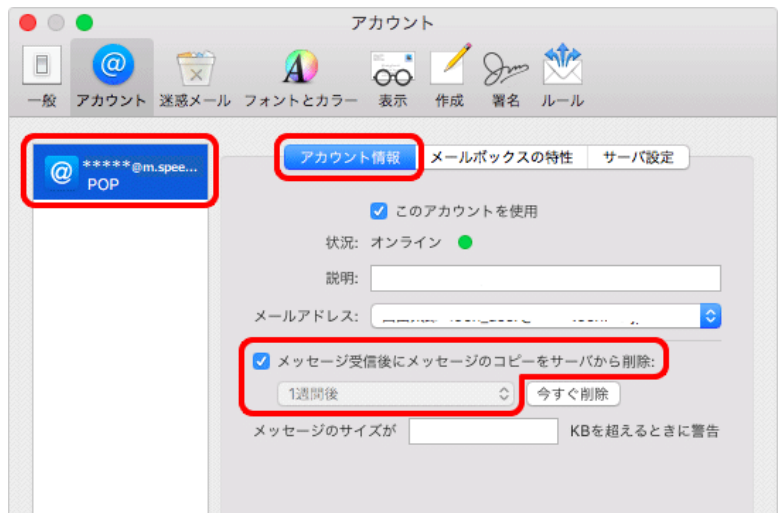 アカウント
一般 アカウント 迷惑メール フォントとカラー 表示 作成 署名 ルール
*****@m.spee...
POP
アカウント情報 メールボックスの特性 サーバ設定
このアカウントを使用
状況: オンライン
説明:
メールアドレス:
メッセージ受信後にメッセージのコピーをサーバから削除:
1週間後 今すぐ削除
メッセージのサイズが KBを超えるときに警告